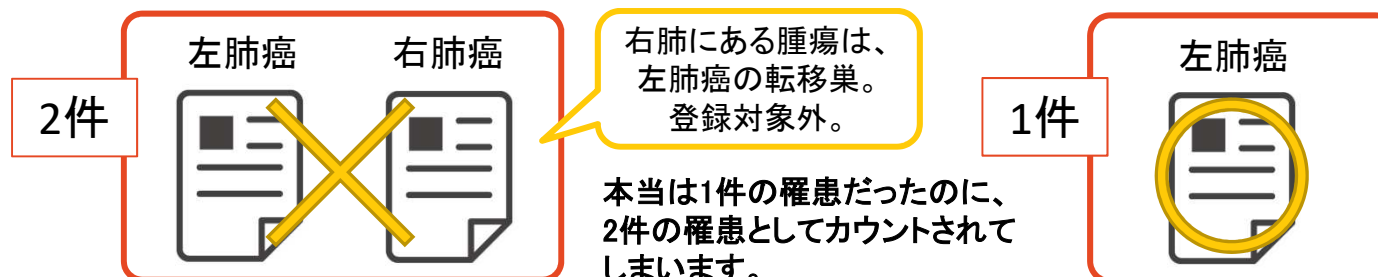 2件
左肺癌
右肺癌
右肺にある腫瘍は、
左肺癌の転移巣。
登録対象外。
本当は1件の罹患だったのに、
2件の罹患としてカウントされて
しまいます。
1件
左肺癌